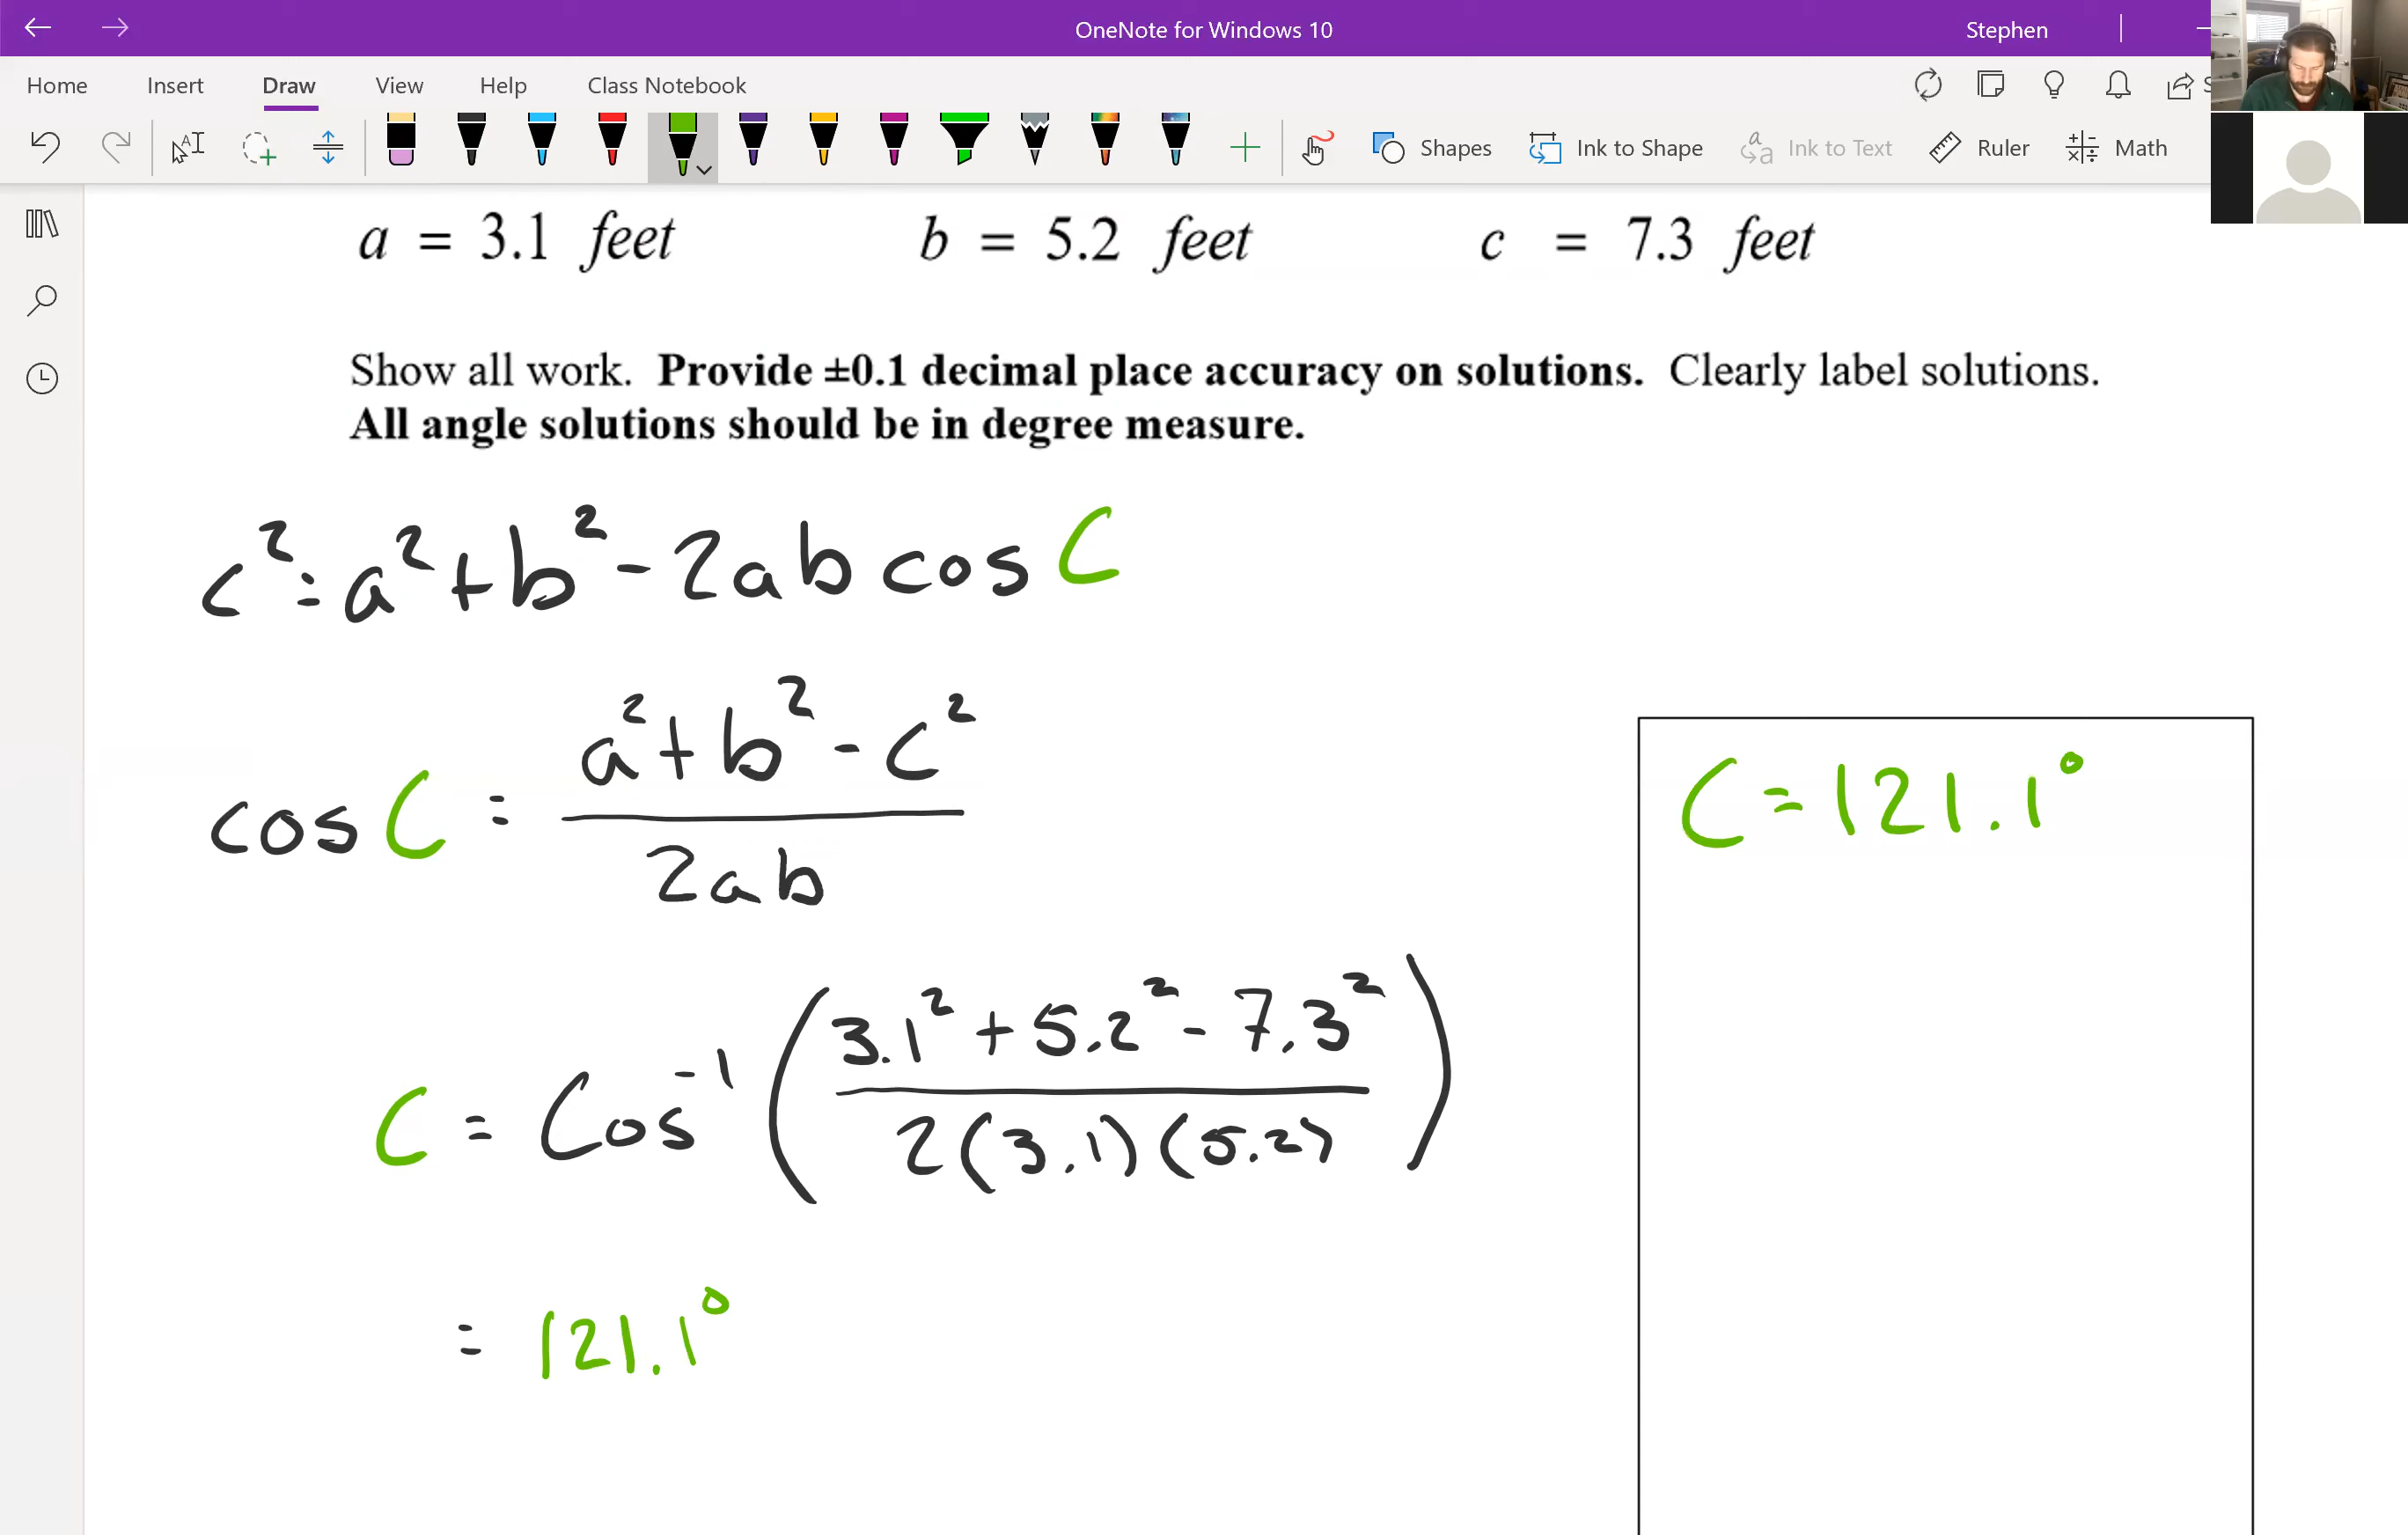 OneNote for Windows 10
Stephen
Home Insert Draw View Help Class Notebook
Shapes Ink to Shape Ink to Text Ruler Math
a = 3.1 feet b = 5.2 feet c = 7.3 feet
Show all work. Provide ±0.1 decimal place accuracy on solutions. Clearly label solutions.
All angle solutions should be in degree measure.
c² = a² + b² - 2ab cos C
cos C = (a² + b² - c²) / 2ab
C = 121.1°
C = Cos⁻¹ ( (3.1² + 5.2² - 7.3²) / 2(3.1)(5.2) )
= 121.1°